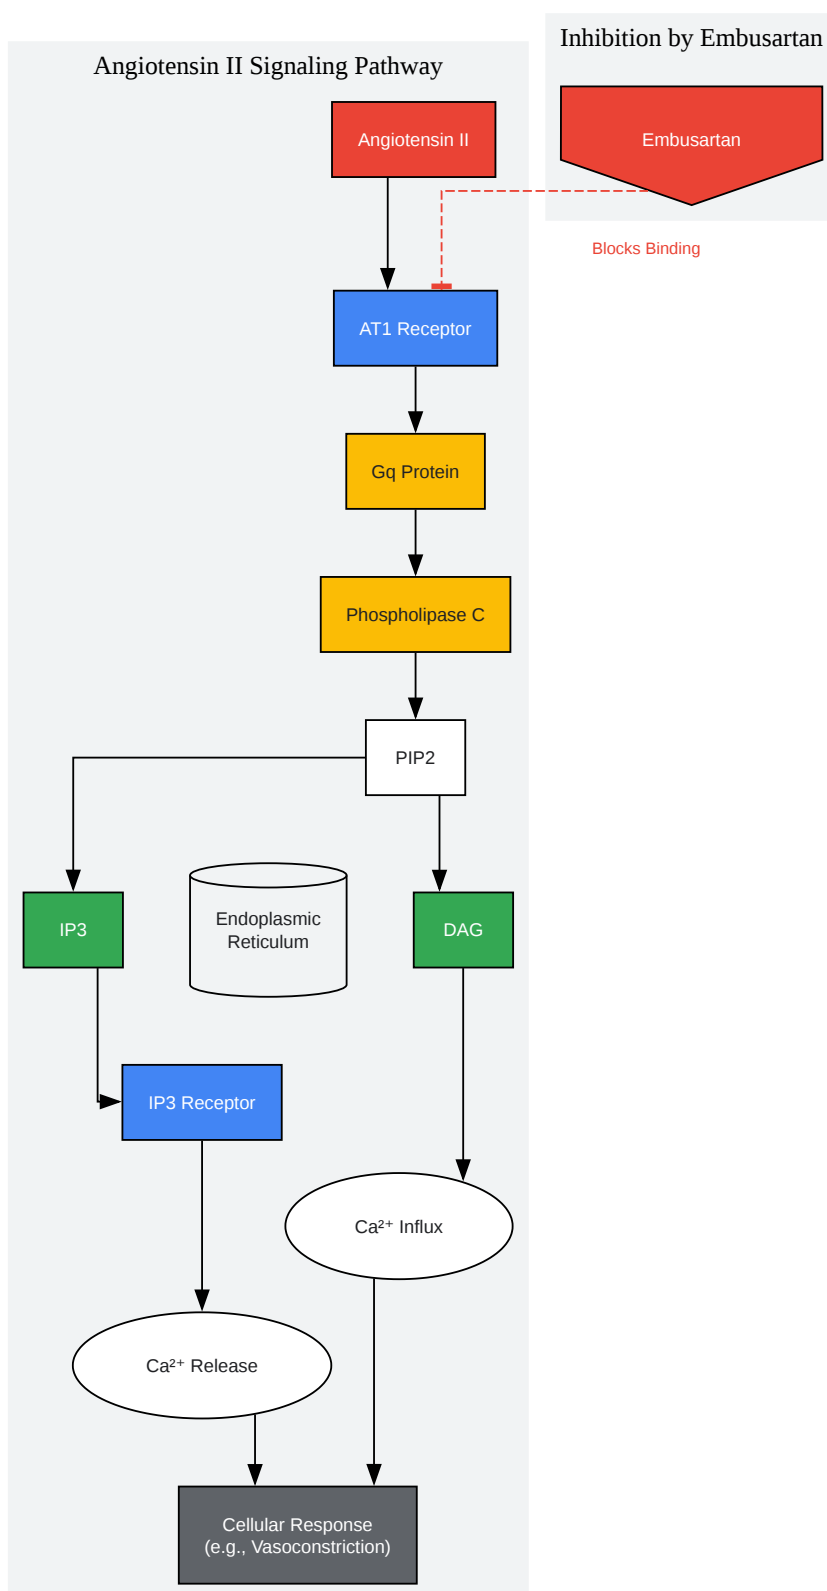 Inhibition by Embusartan
Angiotensin II Signaling Pathway
Angiotensin II
Embusartan
Blocks Binding
AT1 Receptor
Gq Protein
Phospholipase C
PIP2
Endoplasmic
Reticulum
IP3
DAG
IP3 Receptor
Ca²⁺ Influx
Ca²⁺ Release
Cellular Response
(e.g., Vasoconstriction)